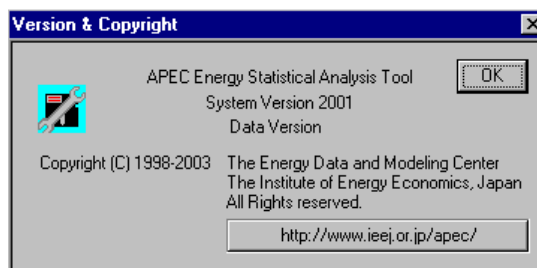 Version & Copyright
APEC Energy Statistical Analysis Tool
OK
System Version 2001
Data Version
Copyright (C) 1998-2003 The Energy Data and Modeling Center
The Institute of Energy Economics, Japan
All Rights reserved.
http://www.ieej.or.jp/apec/